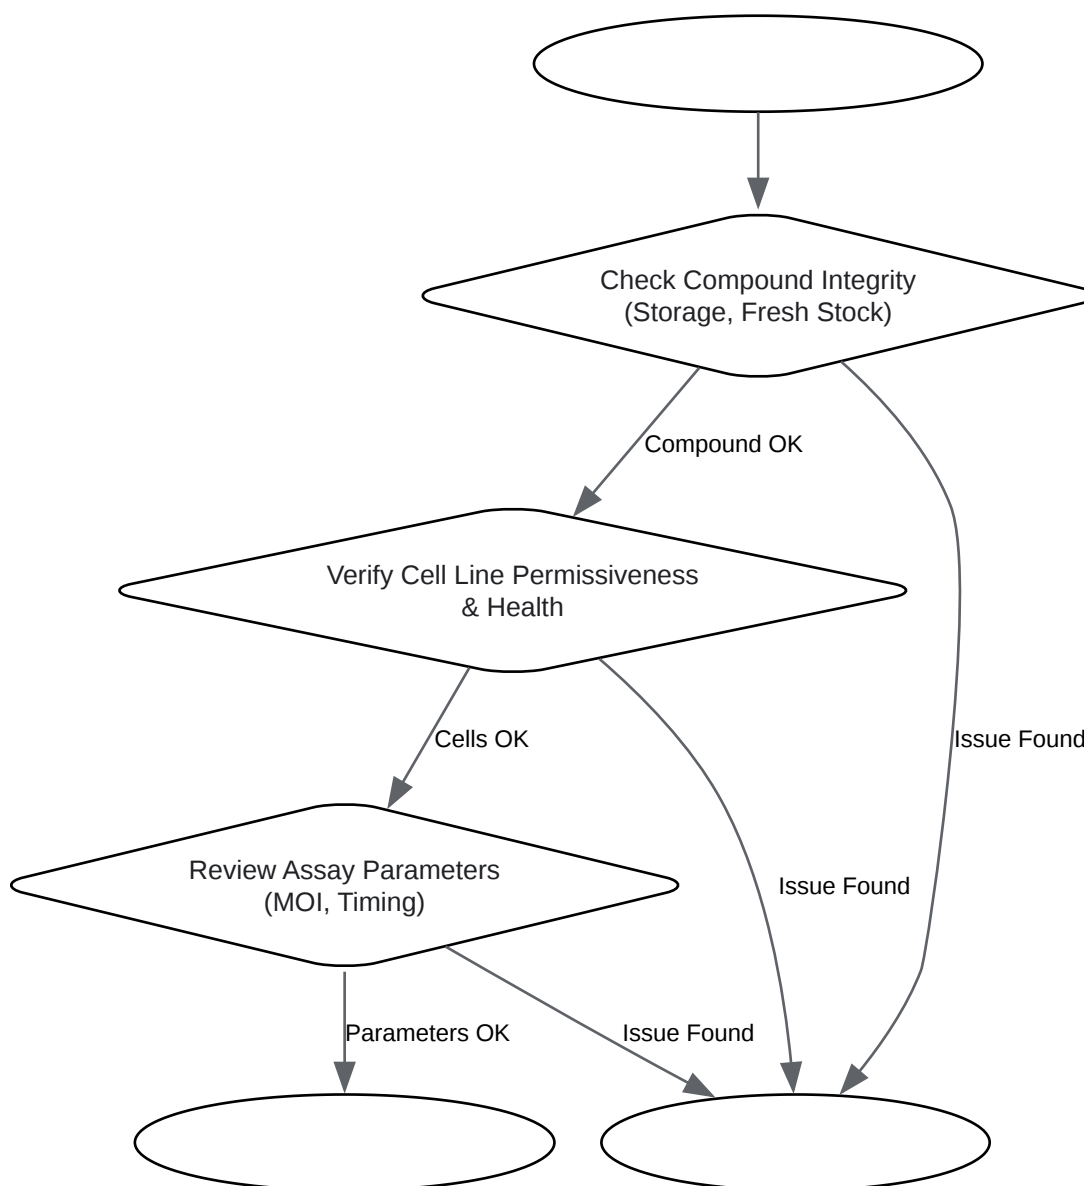 Check Compound Integrity
(Storage, Fresh Stock)
Compound OK
Verify Cell Line Permissiveness
& Health
Cells OK
Issue Found
Review Assay Parameters
(MOI, Timing)
Issue Found
Parameters OK
Issue Found